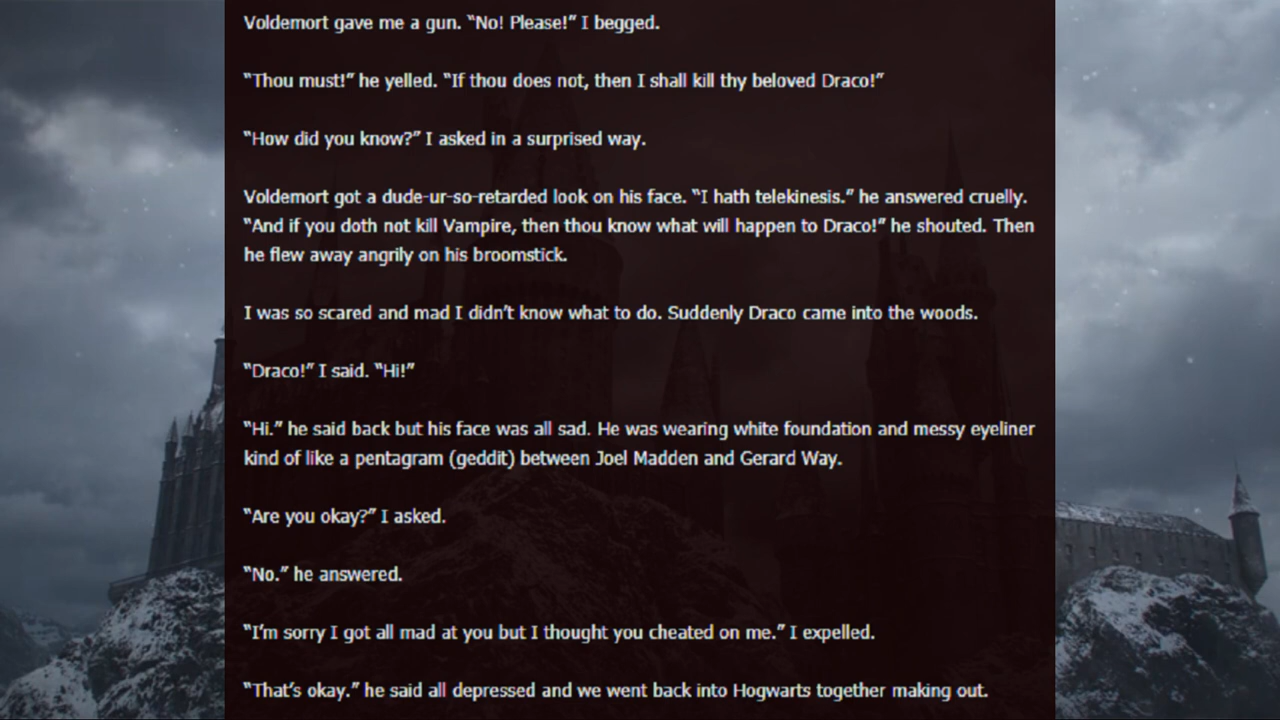 Voldemort gave me a gun. “No! Please!” I begged.
“Thou must!” he yelled. “If thou does not, then I shall kill thy beloved Draco!”
“How did you know?” I asked in a surprised way.
Voldemort got a dude-ur-so-retarded look on his face. “I hath telekinesis.” he answered cruelly.
“And if you doth not kill Vampire, then thou know what will happen to Draco!” he shouted. Then
he flew away angrily on his broomstick.
I was so scared and mad I didn’t know what to do. Suddenly Draco came into the woods.
“Draco!” I said. “Hi!”
“Hi.” he said back but his face was all sad. He was wearing white foundation and messy eyeliner
kind of like a pentagram (geddit) between Joel Madden and Gerard Way.
“Are you okay?” I asked.
“No.” he answered.
“I’m sorry I got all mad at you but I thought you cheated on me.” I expelled.
“That’s okay.” he said all depressed and we went back into Hogwarts together making out.